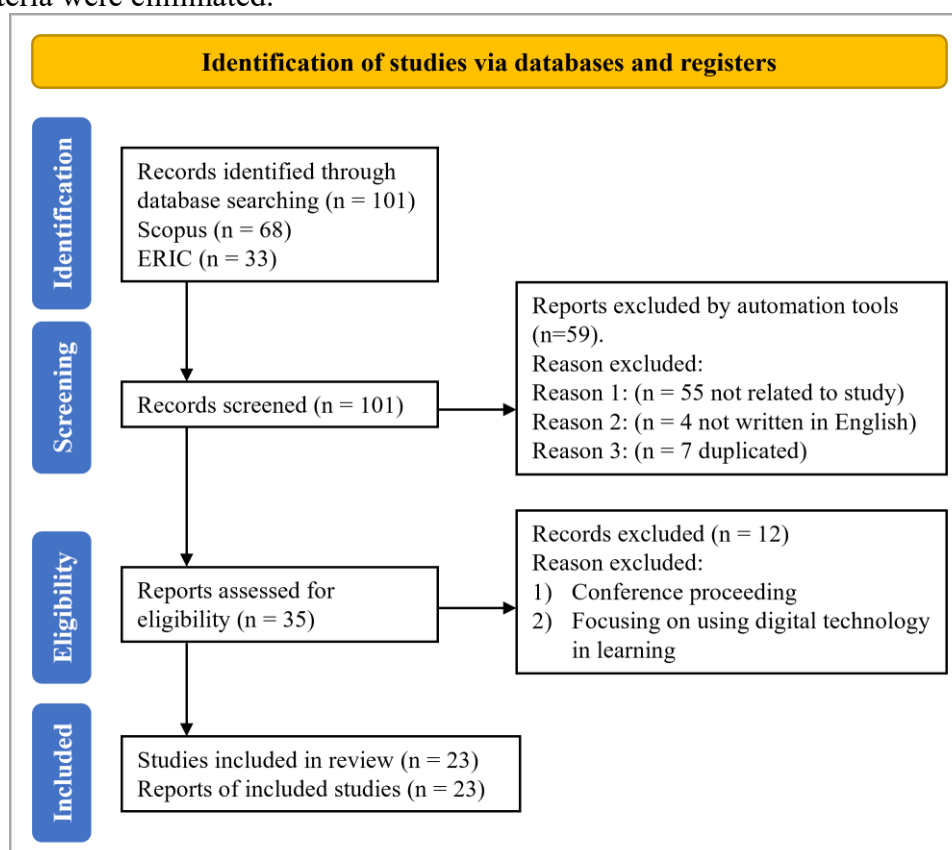 teria were eliminated.
Identification of studies via databases and registers
Identification
Records identified through
database searching (n = 101)
Scopus (n = 68)
ERIC (n = 33)
Screening
Records screened (n = 101)
Reports excluded by automation tools
(n=59).
Reason excluded:
Reason 1: (n = 55 not related to study)
Reason 2: (n = 4 not written in English)
Reason 3: (n = 7 duplicated)
Eligibility
Reports assessed for
eligibility (n = 35)
Records excluded (n = 12)
Reason excluded:
1) Conference proceeding
2) Focusing on using digital technology
in learning
Included
Studies included in review (n = 23)
Reports of included studies (n = 23)